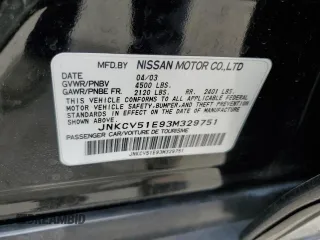 MFD.BY NISSAN MOTOR CO.,LTD
DATE 04/03
GVWR/PNBV 4500 LBS.
GAWR/PNBE FR. 2120 LBS. RR. 2401 LBS.
THIS VEHICLE CONFORMS TO ALL APPLICABLE
FEDERAL MOTOR VEHICLE SAFETY, BUMPER, AND
THEFT PREVENTION STANDARDS IN EFFECT ON
THE DATE OF MANUFACTURE SHOWN ABOVE.
JNKCV51E93M329751
PASSENGER CAR/VOITURE DE TOURISME
JNKCV51E93M329751